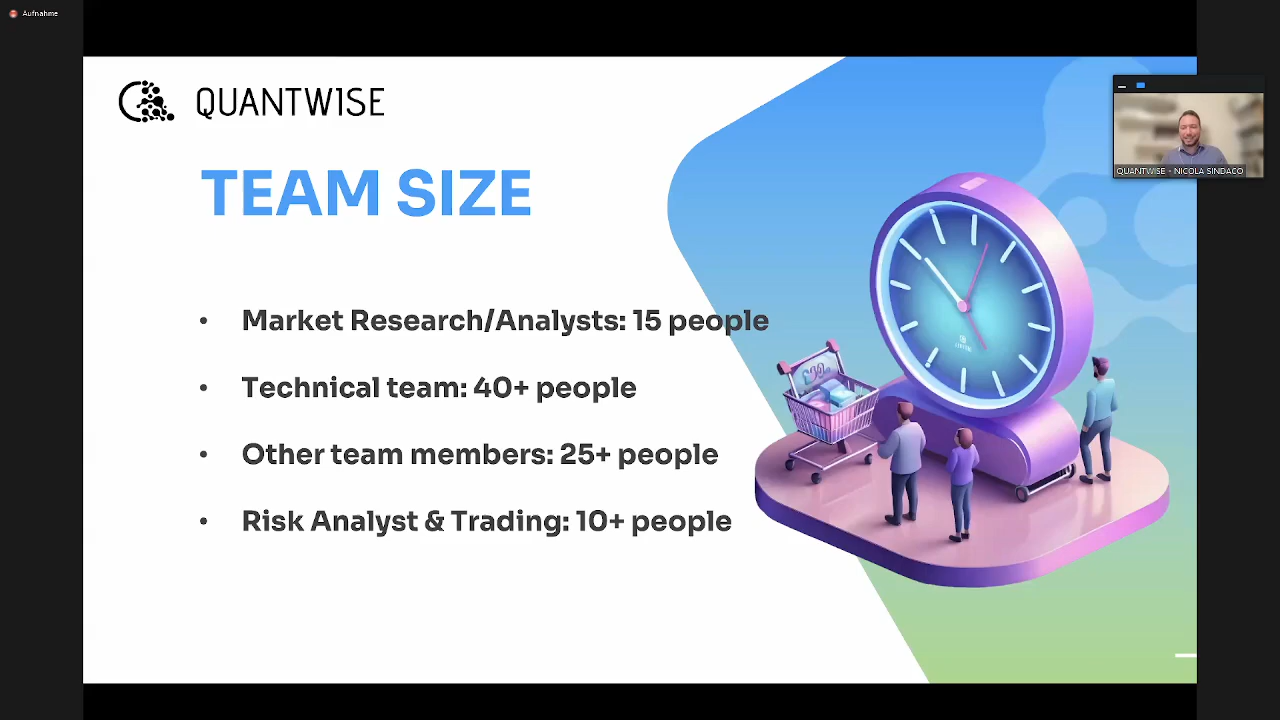 Aufnahme
QUANTWISE
TEAM SIZE
• Market Research/Analysts: 15 people
• Technical team: 40+ people
• Other team members: 25+ people
• Risk Analyst & Trading: 10+ people
QUANTWISE - NICOLA SINDACO